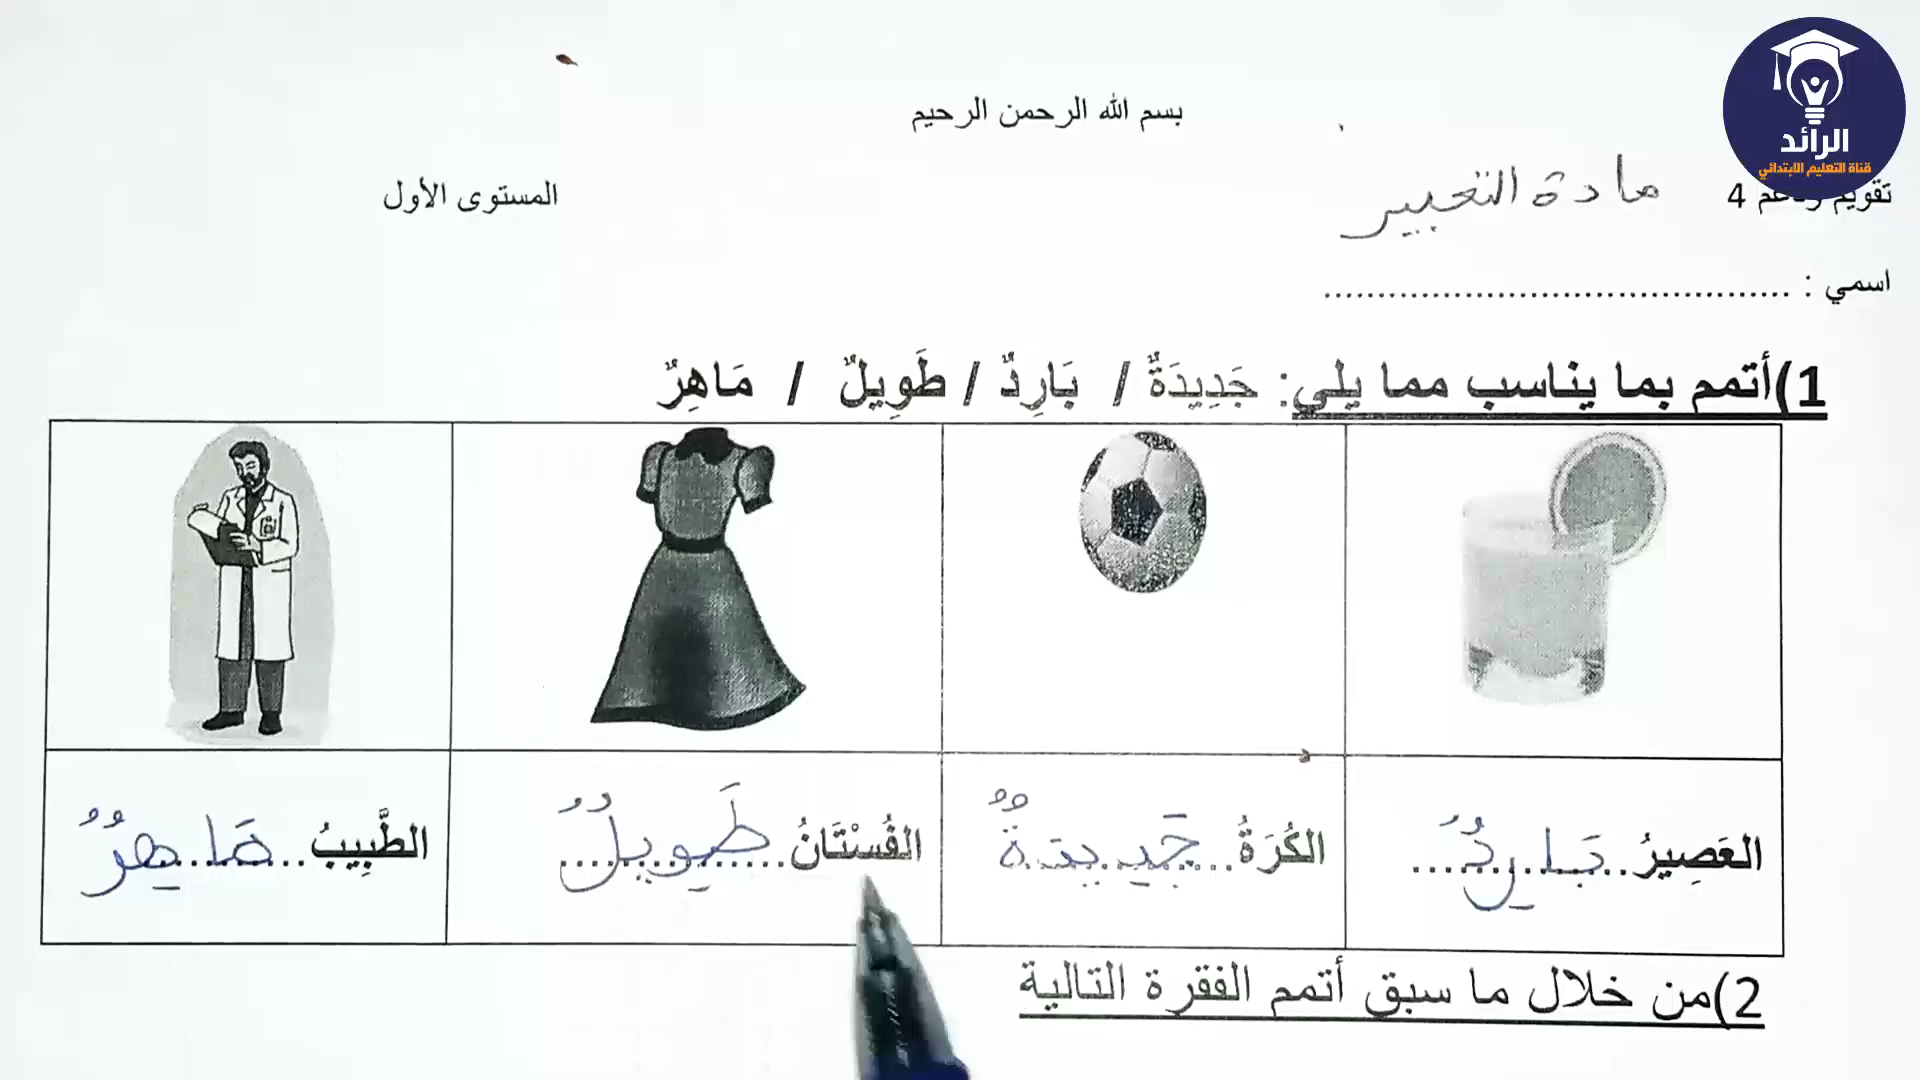 الرائد
قناة التعليم الابتدائي
بسم الله الرحمن الرحيم
تقويم 4 مادة التعبير المستوى الأول
اسمي : ..........................................
1)أتمم بما يناسب مما يلي: جَدِيدَةٌ / بَارِدٌ / طَوِيلٌ / مَاهِرٌ
العَصِيرُ..بَارِدٌ.. الكُرَةُ..جَدِيدَةٌ.. الفُسْتَانُ..طَوِيلٌ.. الطَّبِيبُ..مَاهِرٌ
2)من خلال ما سبق أتمم الفقرة التالية